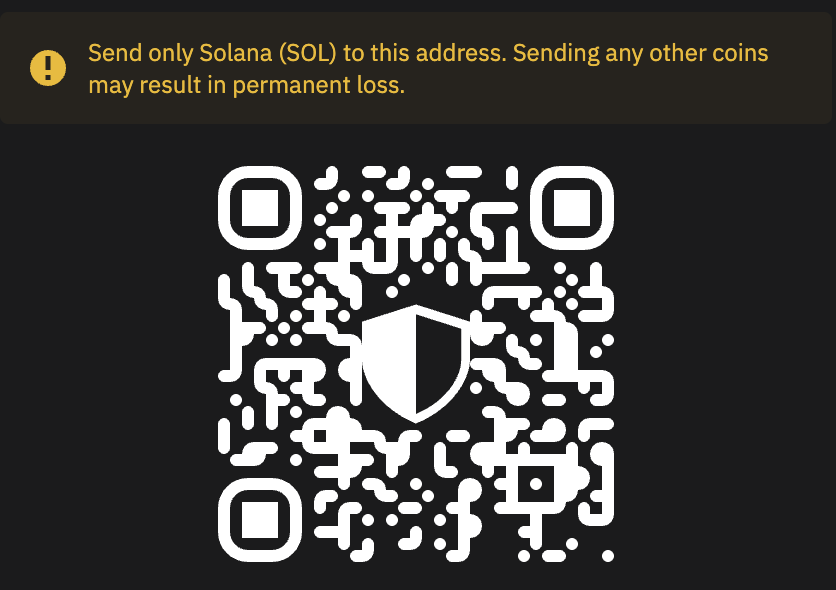 Send only Solana (SOL) to this address. Sending any other coins
may result in permanent loss.